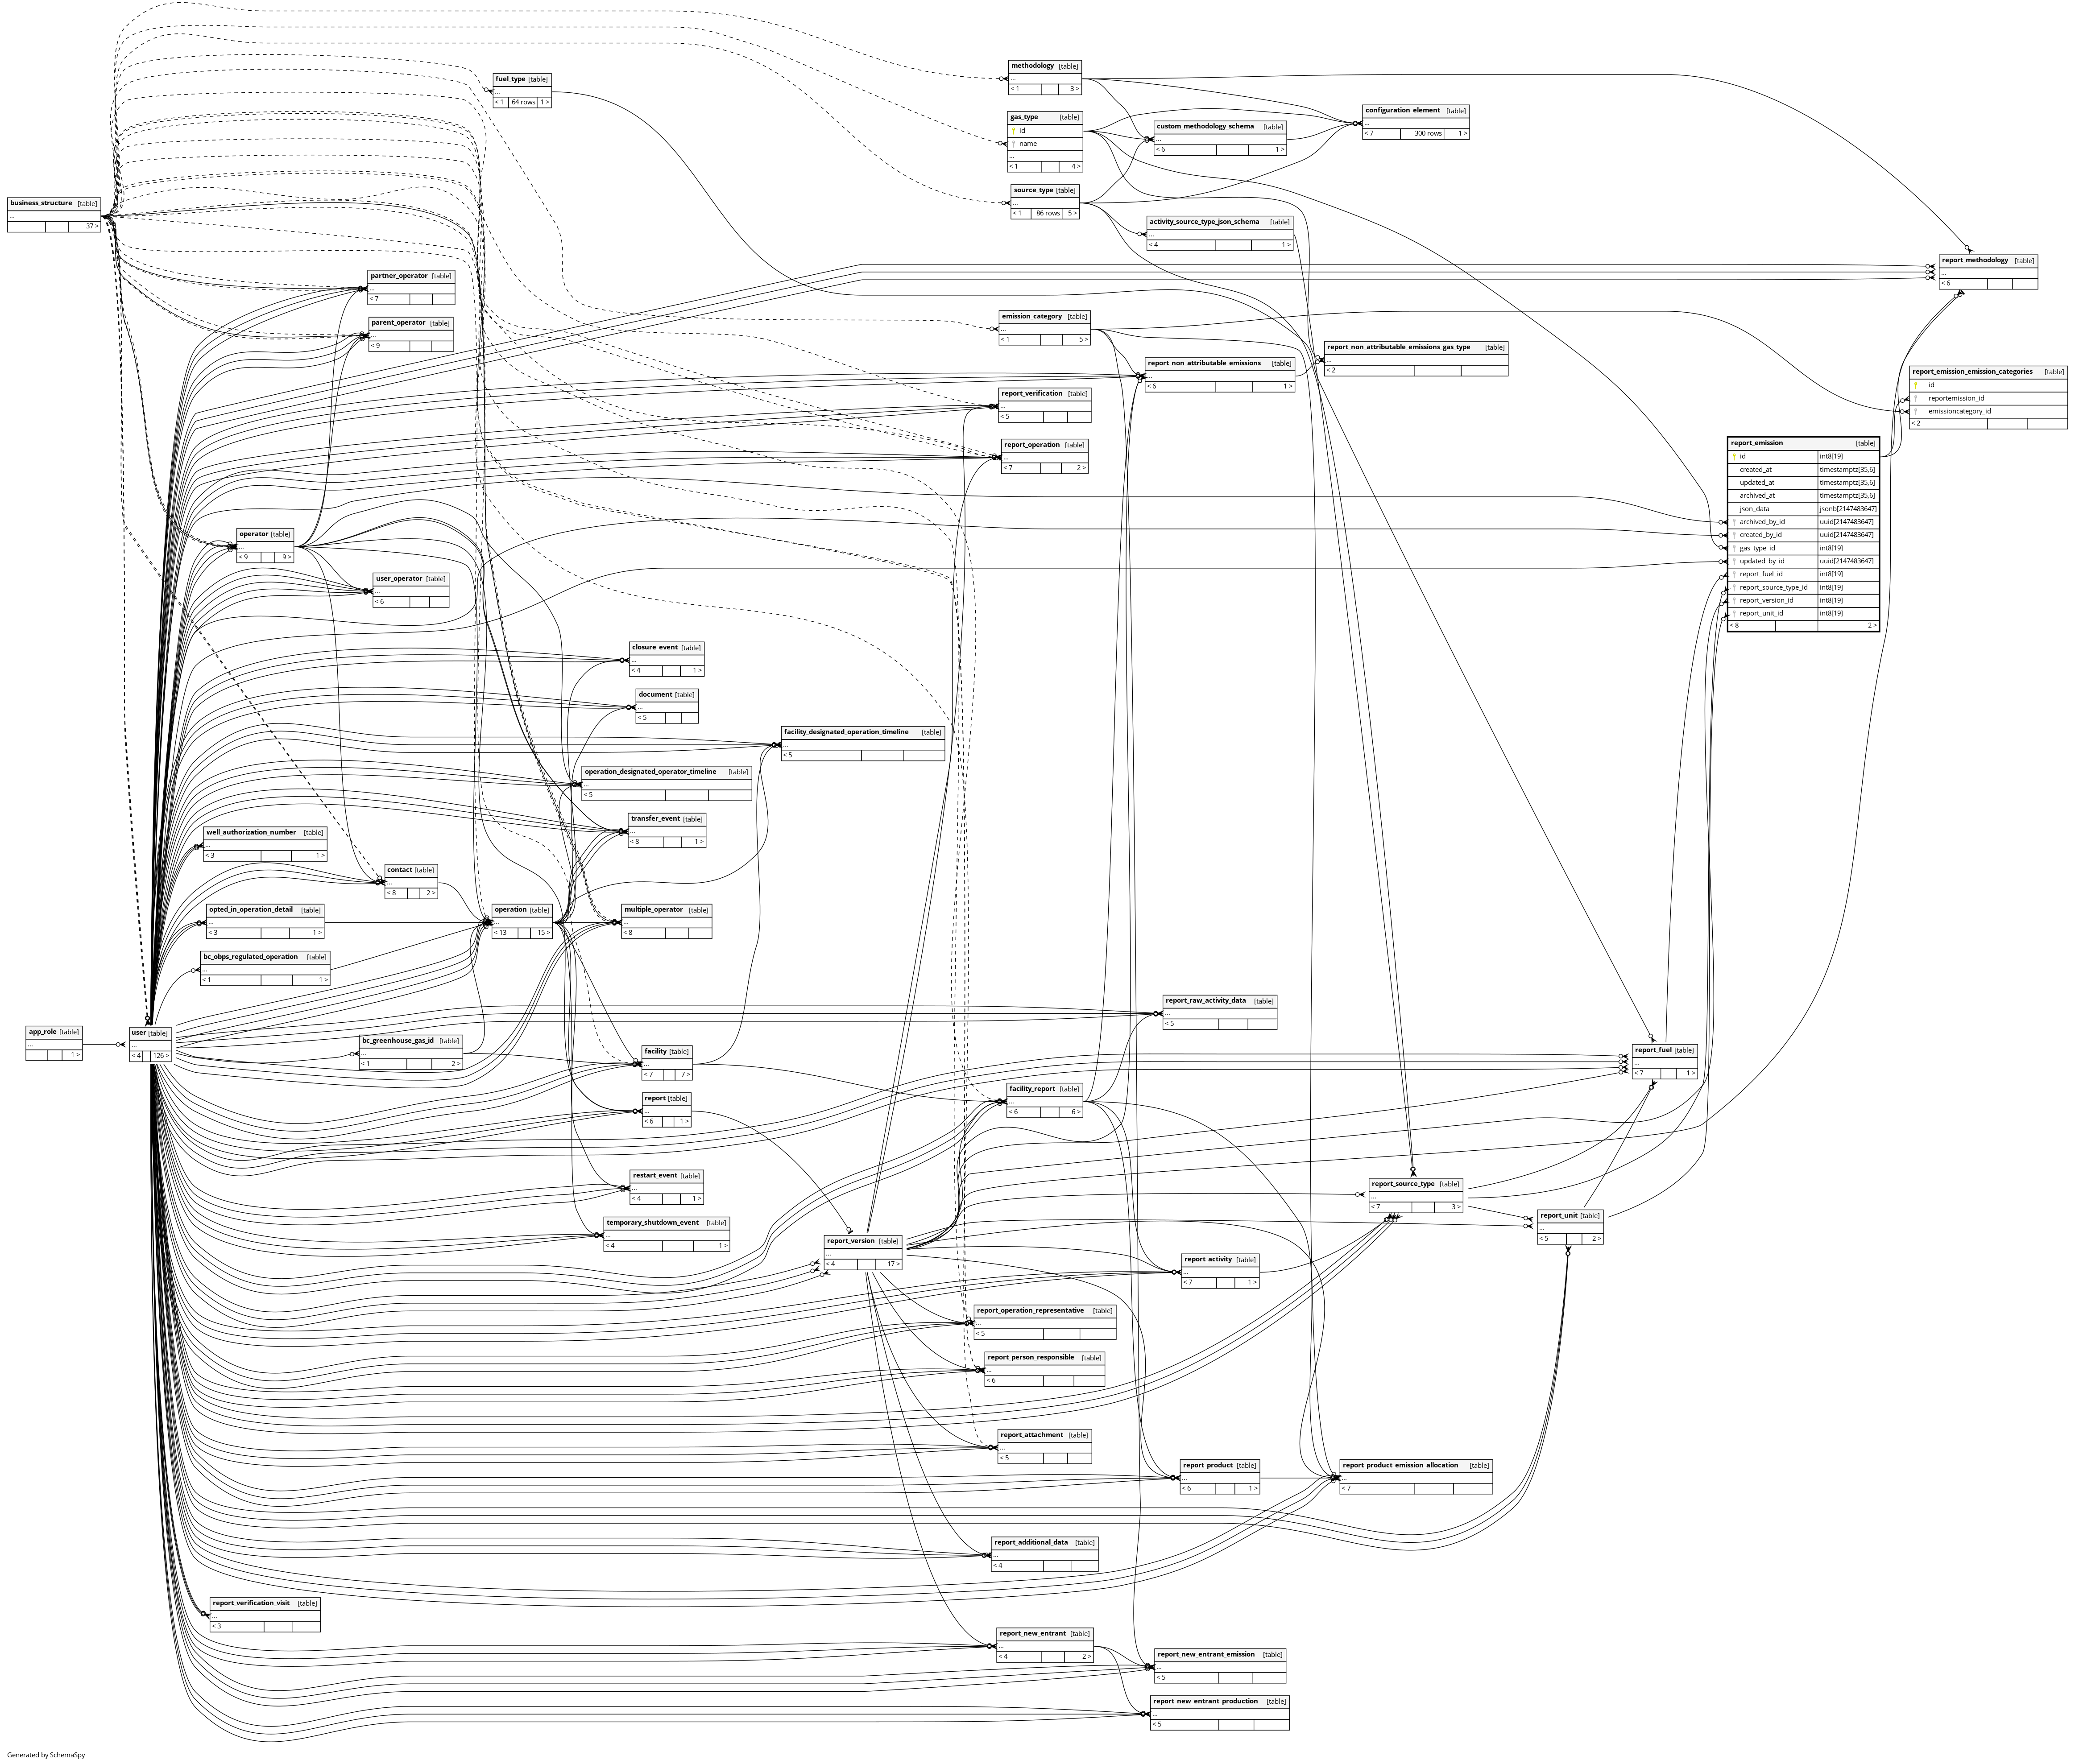 fuel_type [table]
...
< 1 64 rows 1 >
methodology [table]
...
< 1 3 >
gas_type [table]
id
name
...
< 1 4 >
configuration_element [table]
...
< 7 300 rows 1 >
custom_methodology_schema [table]
...
< 6 1 >
source_type [table]
...
< 1 86 rows 5 >
business_structure [table]
...
37 >
activity_source_type_json_schema [table]
...
< 4 1 >
report_methodology [table]
...
< 6
partner_operator [table]
...
< 7
parent_operator [table]
...
< 9
emission_category [table]
...
< 1 5 >
report_non_attributable_emissions_gas_type [table]
...
< 2
report_non_attributable_emissions [table]
...
< 6 1 >
report_emission_emission_categories [table]
id
reportemission_id
emissioncategory_id
< 2
report_verification [table]
...
< 5
report_operation [table]
...
< 7 2 >
report_emission [table]
id int8[19]
created_at timestamptz[35,6]
updated_at timestamptz[35,6]
archived_at timestamptz[35,6]
json_data jsonb[2147483647]
archived_by_id uuid[2147483647]
created_by_id uuid[2147483647]
gas_type_id int8[19]
updated_by_id uuid[2147483647]
report_fuel_id int8[19]
report_source_type_id int8[19]
report_version_id int8[19]
report_unit_id int8[19]
< 8 2 >
operator [table]
...
< 9 9 >
user_operator [table]
...
< 6
closure_event [table]
...
< 4 1 >
document [table]
...
< 5
facility_designated_operation_timeline [table]
...
< 5
operation_designated_operator_timeline [table]
...
< 5
transfer_event [table]
...
< 8 1 >
well_authorization_number [table]
...
< 3 1 >
contact [table]
...
< 8 2 >
opted_in_operation_detail [table]
...
< 3 1 >
operation [table]
...
< 13 15 >
multiple_operator [table]
...
< 8
bc_obps_regulated_operation [table]
...
< 1 1 >
report_raw_activity_data [table]
...
< 5
app_role [table]
...
1 >
user [table]
...
< 4 126 >
bc_greenhouse_gas_id [table]
...
< 1 2 >
facility [table]
...
< 7 7 >
report_fuel [table]
...
< 7 1 >
facility_report [table]
...
< 6 6 >
report [table]
...
< 6 1 >
restart_event [table]
...
< 4 1 >
report_source_type [table]
...
< 7 3 >
temporary_shutdown_event [table]
...
< 4 1 >
report_unit [table]
...
< 5 2 >
report_version [table]
...
< 4 17 >
report_activity [table]
...
< 7 1 >
report_operation_representative [table]
...
< 5
report_person_responsible [table]
...
< 6
report_attachment [table]
...
< 5
report_product [table]
...
< 6 1 >
report_product_emission_allocation [table]
...
< 7
report_additional_data [table]
...
< 4
report_verification_visit [table]
...
< 3
report_new_entrant [table]
...
< 4 2 >
report_new_entrant_emission [table]
...
< 5
report_new_entrant_production [table]
...
< 5
Generated by SchemaSpy